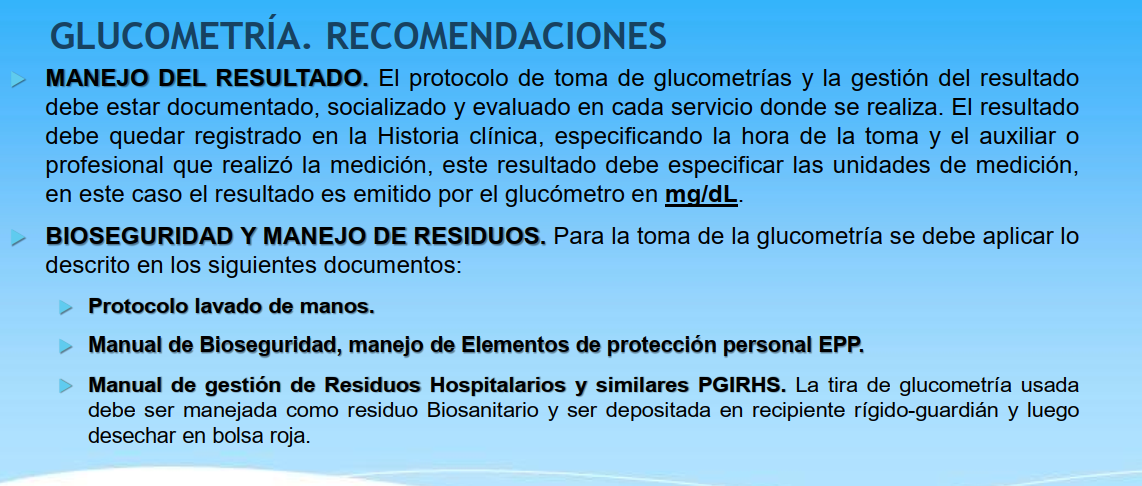 GLUCOMETRÍA. RECOMENDACIONES
MANEJO DEL RESULTADO. El protocolo de toma de glucometrías y la gestión del resultado
debe estar documentado, socializado y evaluado en cada servicio donde se realiza. El resultado
debe quedar registrado en la Historia clínica, especificando la hora de la toma y el auxiliar o
profesional que realizó la medición, este resultado debe especificar las unidades de medición,
en este caso el resultado es emitido por el glucómetro en mg/dL.
BIOSEGURIDAD Y MANEJO DE RESIDUOS. Para la toma de la glucometría se debe aplicar lo
descrito en los siguientes documentos:
Protocolo lavado de manos.
Manual de Bioseguridad, manejo de Elementos de protección personal EPP.
Manual de gestión de Residuos Hospitalarios y similares PGIRHS. La tira de glucometría usada
debe ser manejada como residuo Biosanitario y ser depositada en recipiente rígido-guardián y luego
desechar en bolsa roja.